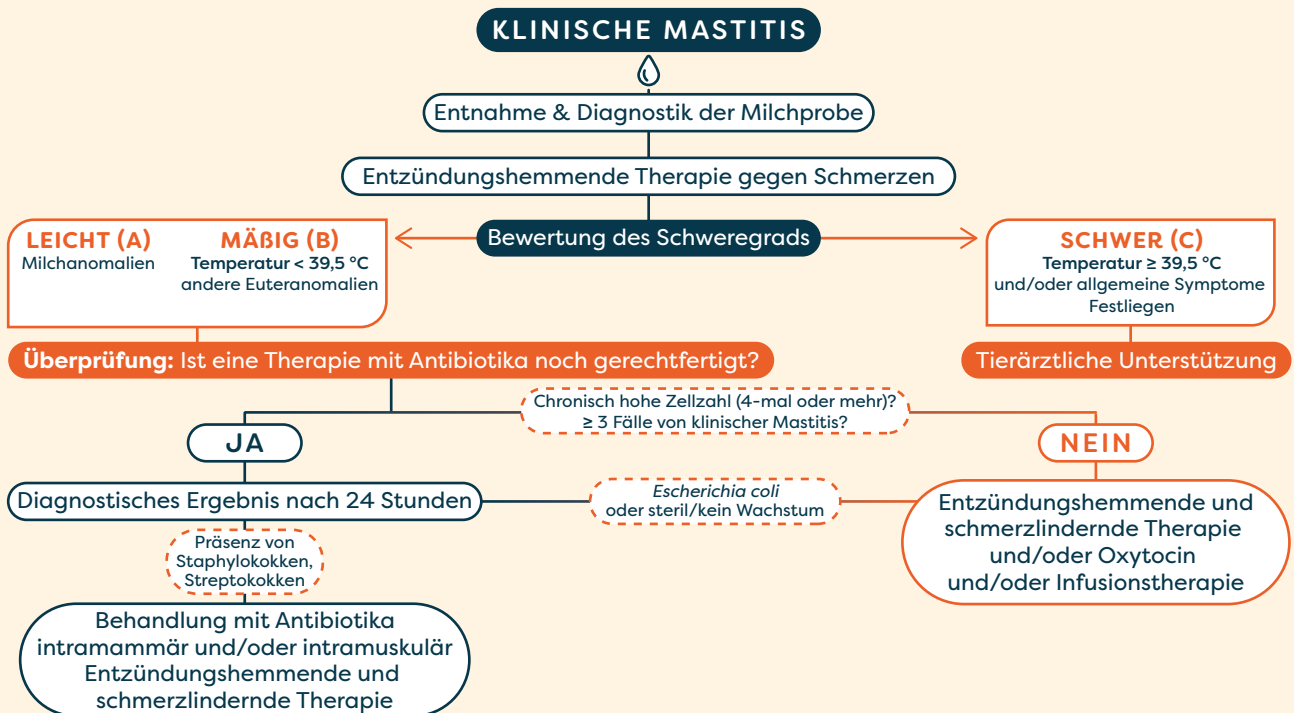 KLINISCHE MASTITIS
Entnahme & Diagnostik der Milchprobe
Entzündungshemmende Therapie gegen Schmerzen
Bewertung des Schweregrads
LEICHT (A)
Milchanomalien
MÄßIG (B)
Temperatur < 39,5 °C
andere Euteranomalien
SCHWER (C)
Temperatur ≥ 39,5 °C
und/oder allgemeine Symptome
Festliegen
Überprüfung: Ist eine Therapie mit Antibiotika noch gerechtfertigt?
Tierärztliche Unterstützung
Chronisch hohe Zellzahl (4-mal oder mehr)?
≥ 3 Fälle von klinischer Mastitis?
JA
NEIN
Diagnostisches Ergebnis nach 24 Stunden
Escherichia coli
oder steril/kein Wachstum
Entzündungshemmende und
schmerzlindernde Therapie
und/oder Oxytocin
und/oder Infusionstherapie
Präsenz von
Staphylokokken,
Streptokokken
Behandlung mit Antibiotika
intramammär und/oder intramuskulär
Entzündungshemmende und
schmerzlindernde Therapie